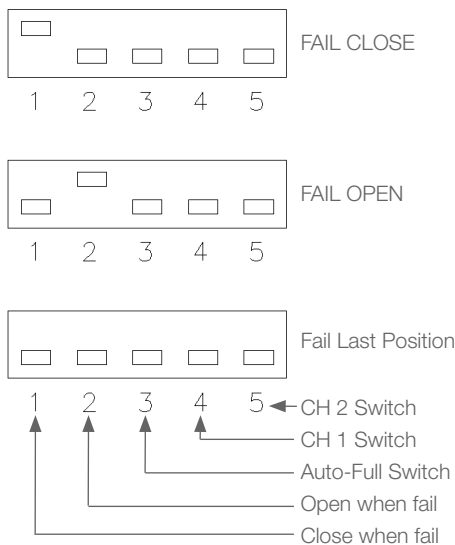 FAIL CLOSE
1 2 3 4 5
FAIL OPEN
1 2 3 4 5
Fail Last Position
1 2 3 4 5
CH 2 Switch
CH 1 Switch
Auto-Full Switch
Open when fail
Close when fail